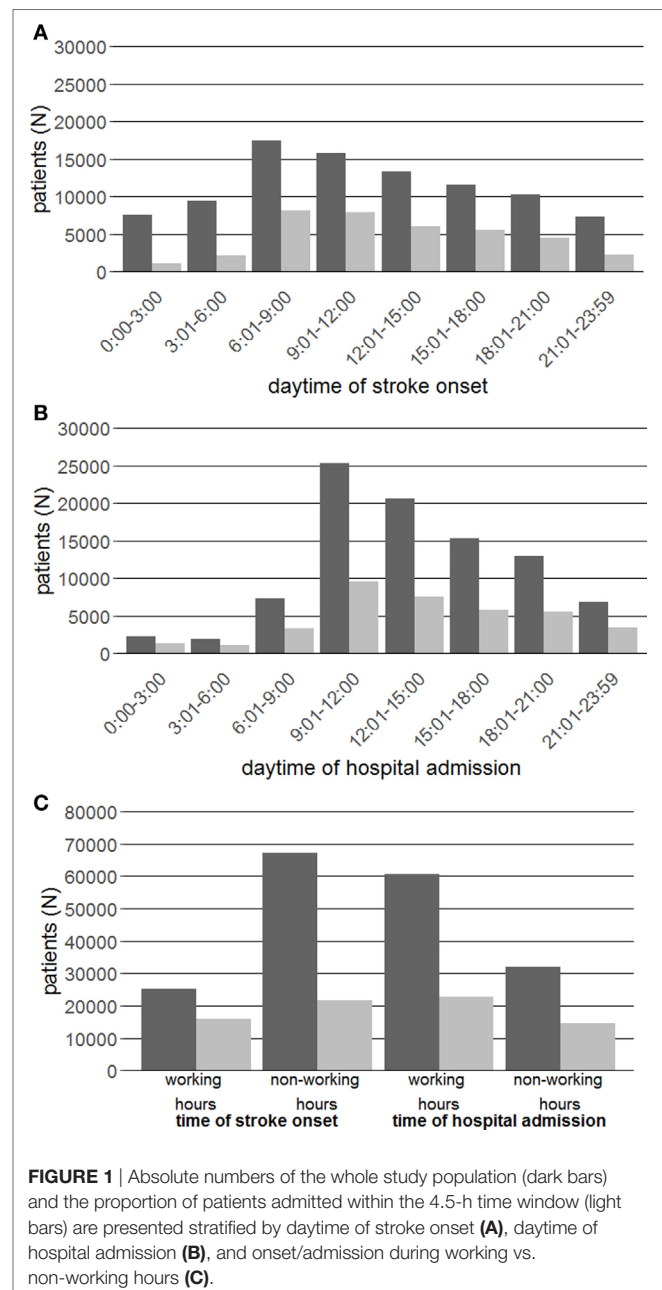 A
30000
25000
20000
15000
10000
5000
0
patients (N)
0:00-3:00
3:01-6:00
6:01-9:00
9:01-12:00
12:01-15:00
15:01-18:00
18:01-21:00
21:01-23:59
daytime of stroke onset
B
30000
25000
20000
15000
10000
5000
0
patients (N)
0:00-3:00
3:01-6:00
6:01-9:00
9:01-12:00
12:01-15:00
15:01-18:00
18:01-21:00
21:01-23:59
daytime of hospital admission
C
80000
70000
60000
50000
40000
30000
20000
10000
0
patients (N)
working non-working working non-working
hours hours hours hours
time of stroke onset time of hospital admission
FIGURE 1 | Absolute numbers of the whole study population (dark bars)
and the proportion of patients admitted within the 4.5-h time window (light
bars) are presented stratified by daytime of stroke onset (A), daytime of
hospital admission (B), and onset/admission during working vs.
non-working hours (C).